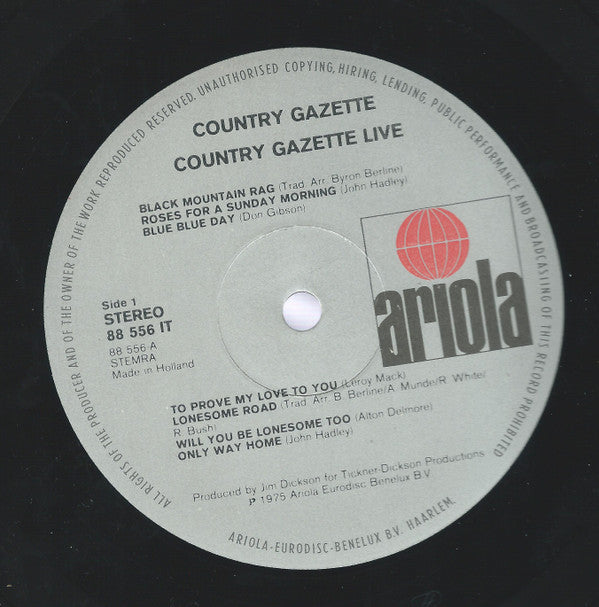 COUNTRY GAZETTE
COUNTRY GAZETTE LIVE
BLACK MOUNTAIN RAG (Trad. Arr. Byron Berline)
ROSES FOR A SUNDAY MORNING (John Hadley)
BLUE BLUE DAY (Don Gibson)
ariola
Side 1
STEREO
88 556 IT
88 556 A
STEMRA
Made in Holland
TO PROVE MY LOVE TO YOU (Leroy Mack)
LONESOME ROAD (Trad. Arr. B. Berline/A. Munde/R. White/
R. Bush)
WILL YOU BE LONESOME TOO (Alton Delmore)
ONLY WAY HOME (John Hadley)
Produced by Jim Dickson for Tickner-Dickson Productions
℗ 1975 Ariola Eurodisc Benelux B.V.
ALL RIGHTS OF THE PRODUCER AND OF THE OWNER OF THE WORK REPRODUCED RESERVED. UNAUTHORISED COPYING, HIRING, LENDING, PUBLIC PERFORMANCE AND BROADCASTING OF THIS RECORD PROHIBITED
ARIOLA-EURODISC-BENELUX B.V. HAARLEM.